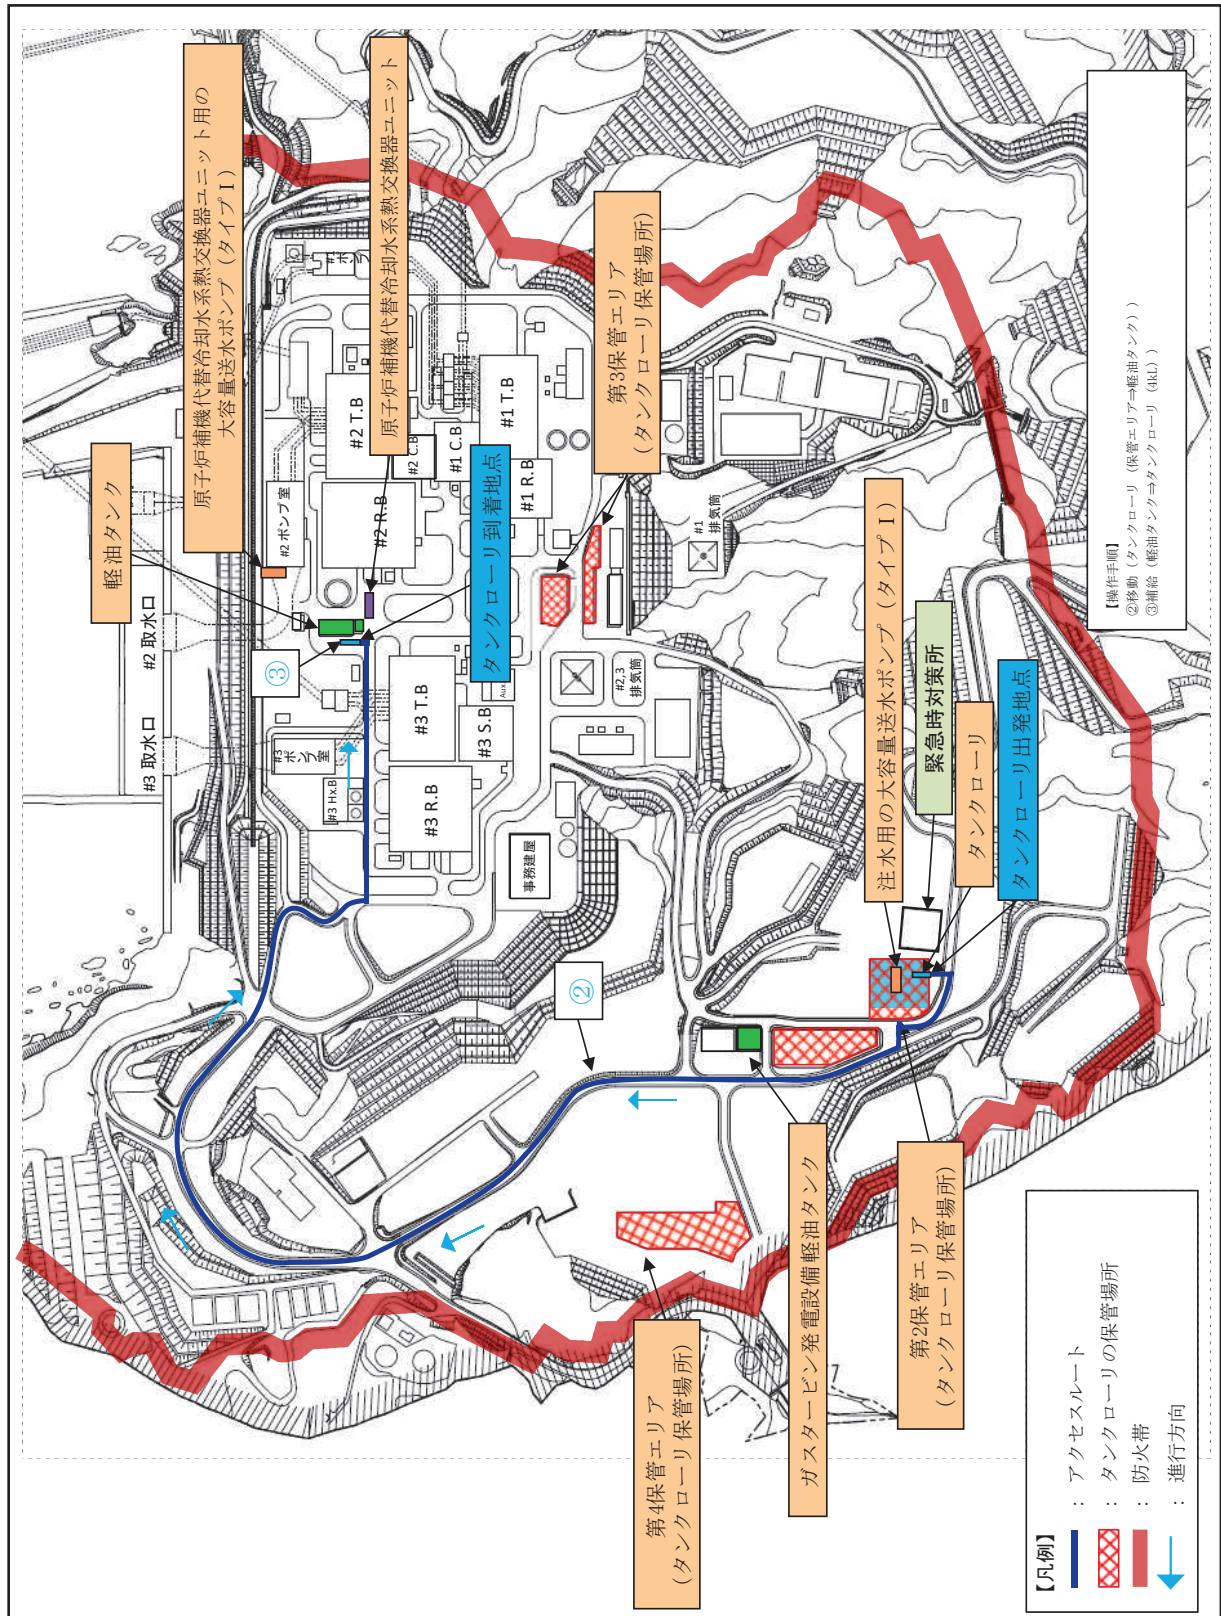 原子炉補機代替冷却水系熱交換器ユニット用の
大容量送水ポンプ（タイプⅠ）
原子炉補機代替冷却水系熱交換器ユニット
軽油タンク
タンクローリ到着地点
第3保管エリア
（タンクローリ保管場所）
#3 取水口
#2 取水口
③
#2 ポンプ室
#3
ポンプ
室
#3 Hx.B
#2 T.B
#2 C.B
#2 R.B
#1 T.B
#1 C.B
#1 R.B
#1
#3 T.B
#3 S.B
#3 R.B
Aux
#2,3
排気筒
#1
排気筒
事務建屋
②
注水用の大容量送水ポンプ（タイプⅠ）
緊急時対策所
タンクローリ
タンクローリ出発地点
第2保管エリア
（タンクローリ保管場所）
ガスタービン発電設備軽油タンク
第4保管エリア
（タンクローリ保管場所）
【操作手順】
②移動（タンクローリ（保管エリア⇒軽油タンク））
③補給（軽油タンク⇒タンクローリ（4kL））
【凡例】
：アクセスルート
：タンクローリの保管場所
：防火帯
：進行方向